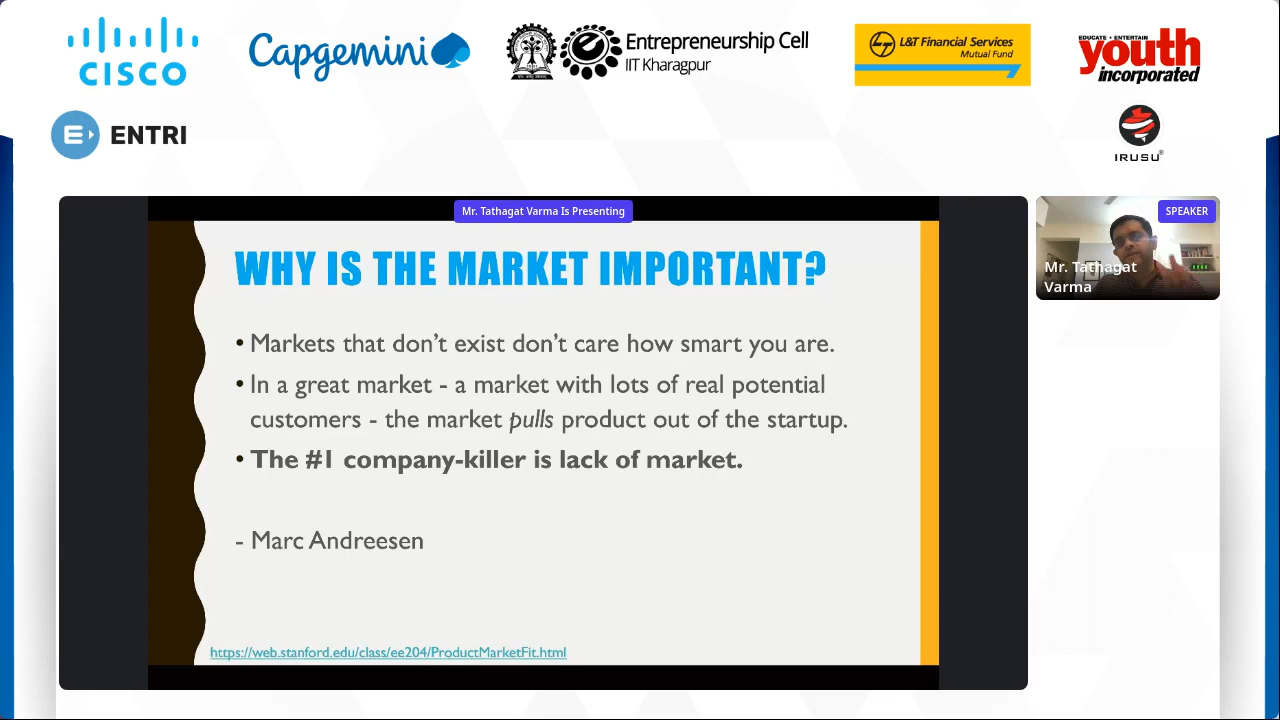 CISCO
Capgemini
Entrepreneurship Cell
IIT Kharagpur
L&T Financial Services
Mutual Fund
EDUCATE + ENTERTAIN
youth
incorporated
E ENTRI
IRUSU®
Mr. Tathagat Varma Is Presenting
SPEAKER
Mr. Tathagat
Varma
WHY IS THE MARKET IMPORTANT?
• Markets that don’t exist don’t care how smart you are.
• In a great market - a market with lots of real potential
customers - the market pulls product out of the startup.
• The #1 company-killer is lack of market.
- Marc Andreesen
https://web.stanford.edu/class/ee204/ProductMarketFit.html